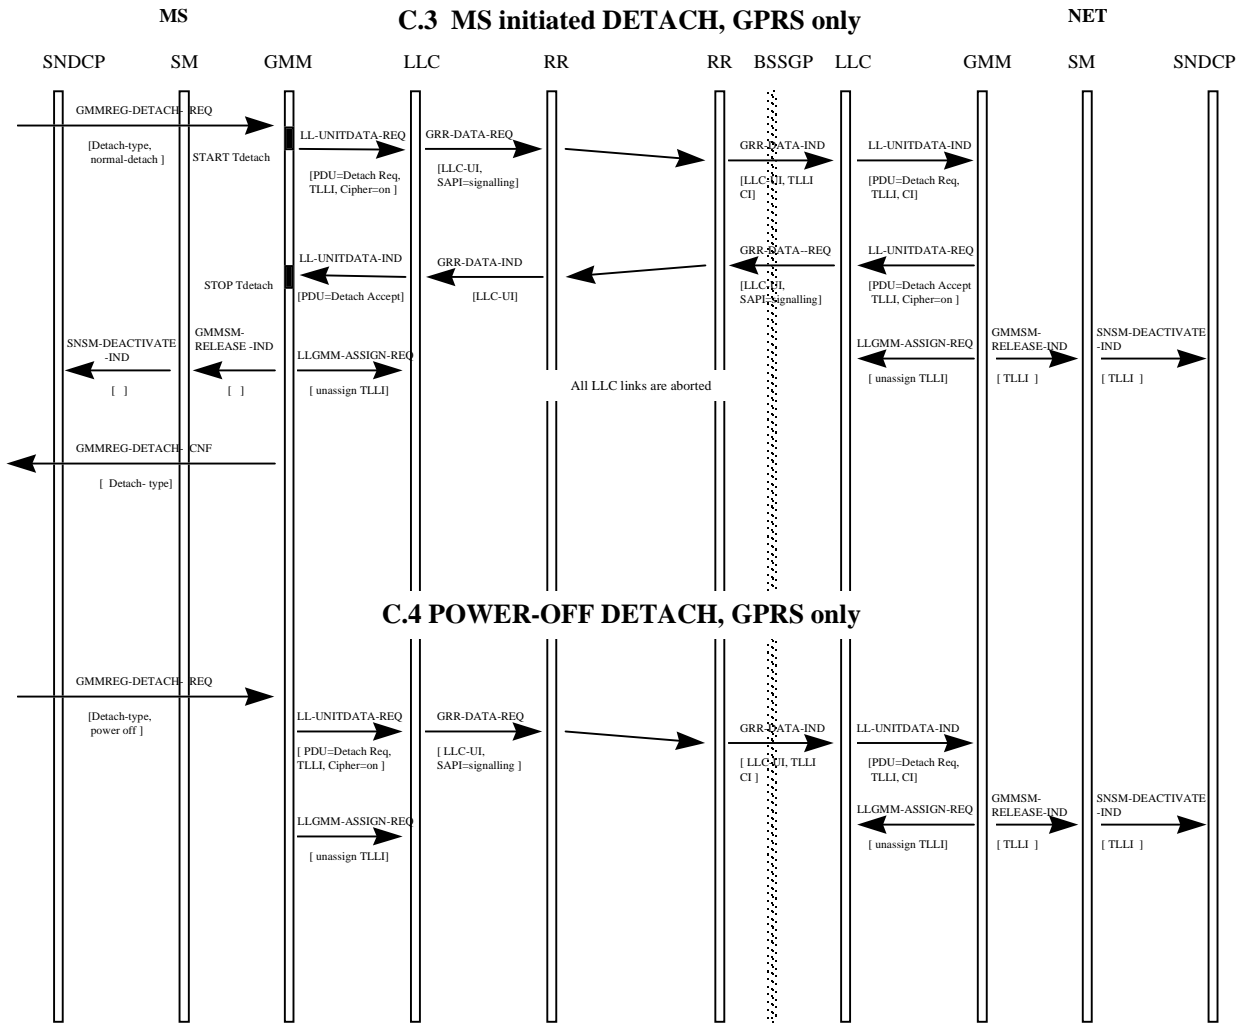 MS C.3 MS initiated DETACH, GPRS only NET
SNDCP SM GMM LLC RR RR BSSGP LLC GMM SM SNDCP
GMMREG-DETACH- REQ
[Detach-type,
normal-detach ]
START Tdetach
LL-UNITDATA-REQ
[PDU=Detach Req,
TLLI, Cipher=on ]
GRR-DATA-REQ
[LLC-UI,
SAPI=signalling]
GRR-DATA-IND
[LLC-UI, TLLI
CI]
LL-UNITDATA-IND
[PDU=Detach Req,
TLLI, CI]
LL-UNITDATA-IND
STOP Tdetach
[PDU=Detach Accept]
GRR-DATA-IND
[LLC-UI]
GRR-DATA--REQ
[LLC-UI,
SAPI=signalling]
LL-UNITDATA-REQ
[PDU=Detach Accept
TLLI, Cipher=on ]
SNSM-DEACTIVATE
-IND
[ ]
GMMSM-
RELEASE -IND
[ ]
LLGMM-ASSIGN-REQ
[ unassign TLLI]
All LLC links are aborted
LLGMM-ASSIGN-REQ
[ unassign TLLI]
GMMSM-
RELEASE-IND
[ TLLI ]
SNSM-DEACTIVATE
-IND
[ TLLI ]
GMMREG-DETACH- CNF
[ Detach- type]
C.4 POWER-OFF DETACH, GPRS only
GMMREG-DETACH- REQ
[Detach-type,
power off ]
LL-UNITDATA-REQ
[ PDU=Detach Req,
TLLI, Cipher=on ]
GRR-DATA-REQ
[ LLC-UI,
SAPI=signalling ]
GRR-DATA-IND
[ LLC-UI, TLLI
CI ]
LL-UNITDATA-IND
[PDU=Detach Req,
TLLI, CI]
LLGMM-ASSIGN-REQ
[ unassign TLLI]
LLGMM-ASSIGN-REQ
[ unassign TLLI]
GMMSM-
RELEASE-IND
[ TLLI ]
SNSM-DEACTIVATE
-IND
[ TLLI ]